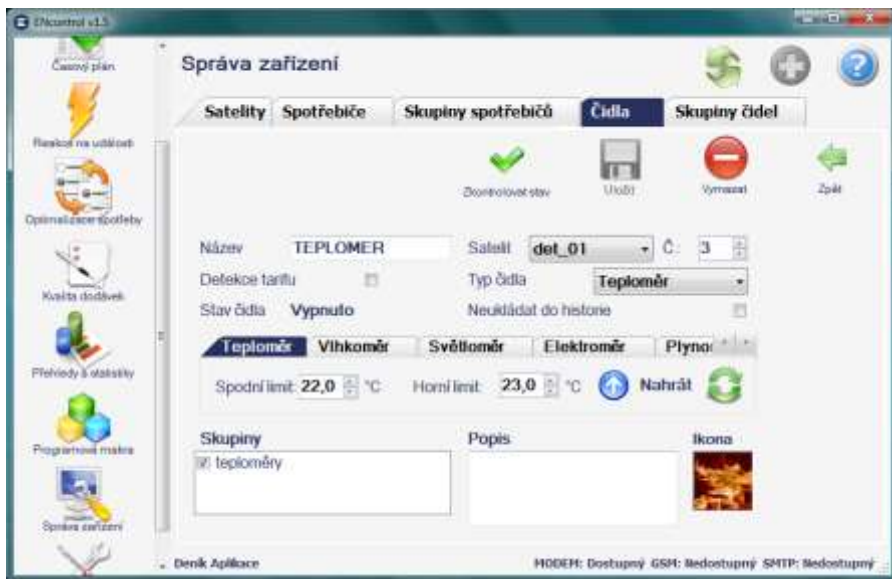 ENcontrol v1.5
Časový plán
Reakce na události
Optimalizace spotřeby
Kvalita dodávek
Přehledy & statistiky
Programová makra
Správa zařízení
Správa zařízení
Satelity Spotřebiče Skupiny spotřebičů Čidla Skupiny čidel
Zkontrolovat stav Uložit Vymazat Zpět
Název TEPLOMER Satelit det_01 Č.: 3
Detekce tarifu Typ čidla Teploměr
Stav čidla Vypnuto Neukládat do historie
Teploměr Vlhkoměr Světloměr Elektroměr Plynoi
Spodní limit 22,0 °C Horní limit 23,0 °C Nahrát
Skupiny Popis Ikona
teploměry
Deník Aplikace MODEM: Dostupný GSM: Nedostupný SMTP: Nedostupný